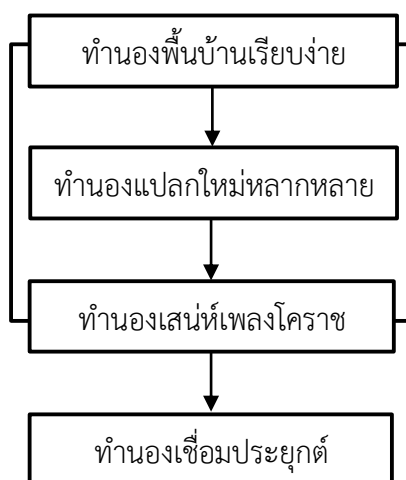 ทำนองพื้นบ้านเรียบง่าย
ทำนองแปลกใหม่หลากหลาย
ทำนองเสน่ห์เพลงโคราช
ทำนองเชื่อมประยุกต์